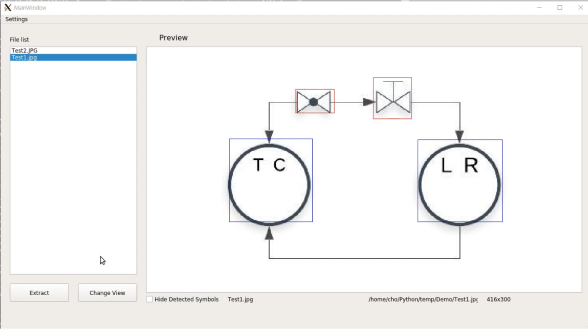 MainWindow
Settings
File list
Preview
Test2.JPG
Test1.jpg
T C
L R
Extract
Change View
Hide Detected Symbols
Test1.jpg
/home/cho/Python/temp/Demo/Test1.jpg
416x300